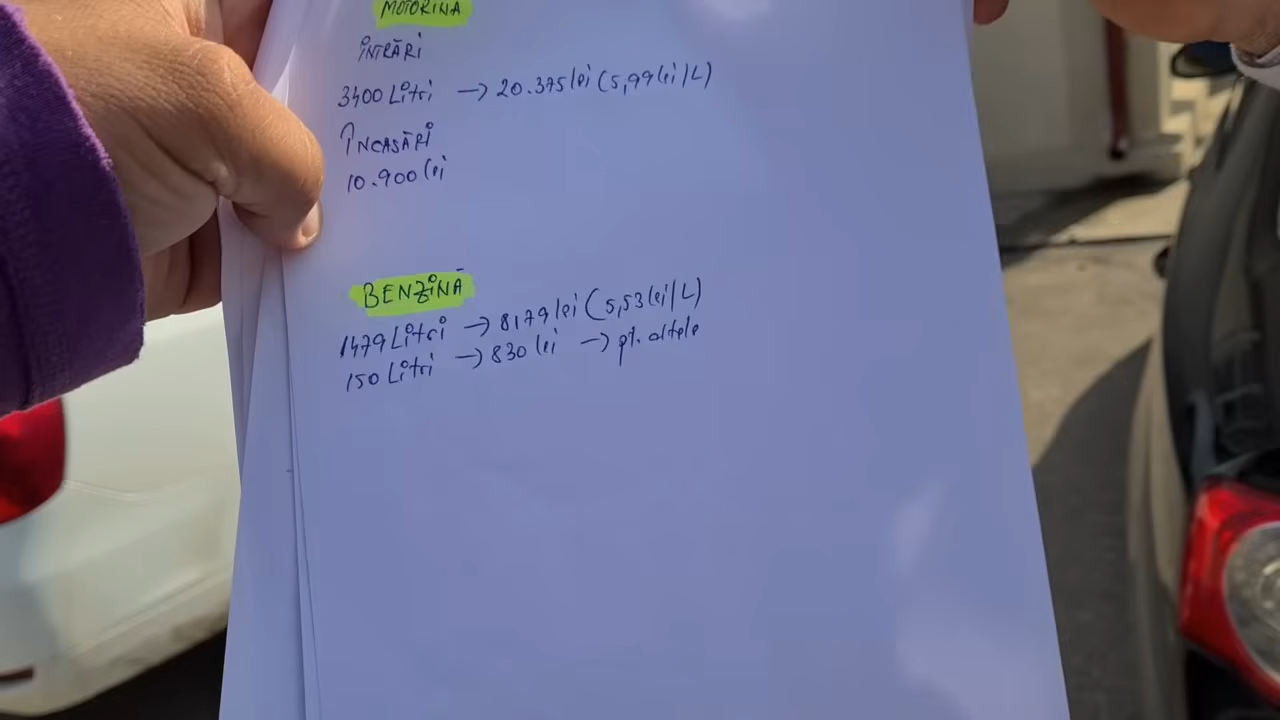 MOTORINA
ÎNTRĂRI
3400 Litri → 20.375 lei (5,99 lei/L)
ÎNCASĂRI
10.900 lei
BENZINĂ
1479 Litri → 8179 lei (5,53 lei/L)
150 Litri → 830 lei → pt. altele